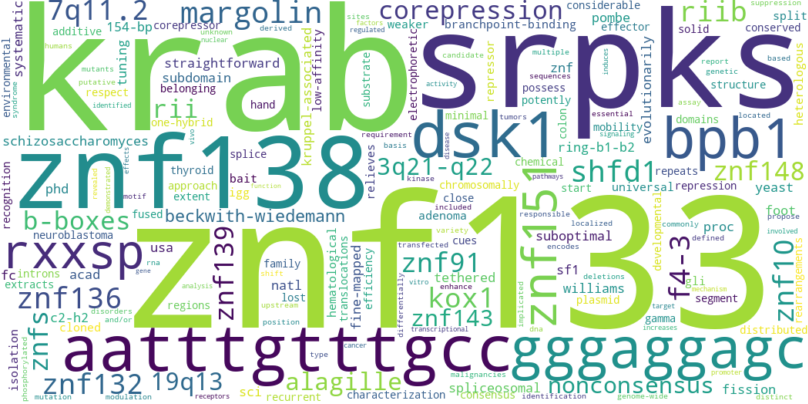 7q11.2 margolin corepression riib
krab srpks
znf138 dsk1 bpb1
systematic environmental syndrome humans additive 154-bp corepressor
unknown nuclear derived regulated sites factors weaker pombe
tuning straightforward subdomain belonging
mutants putative identified respect rii hand one-hybrid
kruppel-associated low-affinity substrate electrophoretic
branchpoint-binding effector repressor candidate activity
considerable multiple znf induces mobility
possess potently minimal colon domains ring-b1-b2
evolutionarily solid report genetic structure assay
suppression split conserved sequences essential based located signaling tumors heterologous
schizosaccharomyces recognition phd motif effects vivo
splice bait thyroid approach extent igg function
requirement basis disease kinase relieves
3q21-q22 chromosomally shfd1 znf148
chemical start universal repeats repression yeast
b-boxes fused beckwith-wiedemann neuroblastoma
adenoma close included commonly foot proc
rxxsp usa rna gene fc introns acad extracts
znf133 znf139 znf151 znf10
family natl lost regions upstream position shift analysis
hematological translocations fine-mapped efficiency
cues tethered variety transfected vitro enhance differentially
znf91 kox1 znf143 transcriptional
suboptimal responsible localized encodes sf1 deletions plasmid implicated dna
developmental defined involved propose rearrangements
f4-3 williams gli segment gamma target mechanism increases distributed promoter
znf136 znfs c2-h2 disorders and/or cloned
aatttgtttgcc gggaggagc
isolation phosphorylated znf132 19q13 alagille
mutation modulation receptors type cancer sci recurrent characterization
malignancies consensus spliceosomal identification nonconsensus genome-wide fission distinct